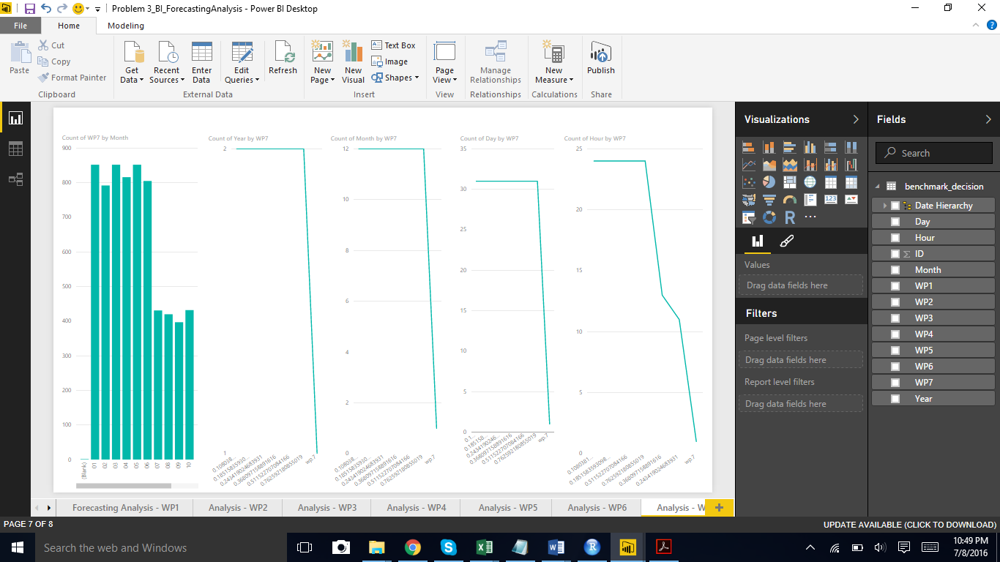 Problem 3_BI_ForecastingAnalysis - Power BI Desktop
File
Home
Modeling
Paste
Cut
Copy
Format Painter
Clipboard
Get Data
Recent Sources
Enter Data
Edit Queries
Refresh
External Data
New Page
New Visual
Text Box
Image
Shapes
Insert
Page View
View
Manage Relationships
Relationships
New Measure
Calculations
Publish
Share
Count of WP7 by Month
900
800
700
600
500
400
300
200
100
0
(Blank)
01
02
03
04
05
06
07
08
09
10
Count of Year by WP7
2
1
0.108038...
0.1851583593...
0.2434190246839​31
0.368097158891616
0.511522707084166
0.762592180855019
wp.7
Count of Month by WP7
12
10
8
6
4
2
0
0.108038...
0.18515835930...
0.243419024683931
0.368097158891616
0.511522707084166
0.762592180855019
wp.7
Count of Day by WP7
35
30
25
20
15
10
5
0
0.1...
0.185158...
0.2434190246...
0.368097158891616
0.511522707084166
0.762592180855019
wp.7
Count of Hour by WP7
25
20
15
10
5
0
0.1080381...
0.1851583593098...
0.511522707084166
0.762592180855019
0.368097158891616
0.243419024683931
wp.7
Visualizations
123
R
Values
Drag data fields here
Filters
Page level filters
Drag data fields here
Report level filters
Drag data fields here
Fields
Search
benchmark_decision
Date Hierarchy
Day
Hour
ID
Month
WP1
WP2
WP3
WP4
WP5
WP6
WP7
Year
Forecasting Analysis - WP1
Analysis - WP2
Analysis - WP3
Analysis - WP4
Analysis - WP5
Analysis - WP6
Analysis - W
PAGE 7 OF 8
UPDATE AVAILABLE (CLICK TO DOWNLOAD)
Search the web and Windows
10:49 PM
7/8/2016